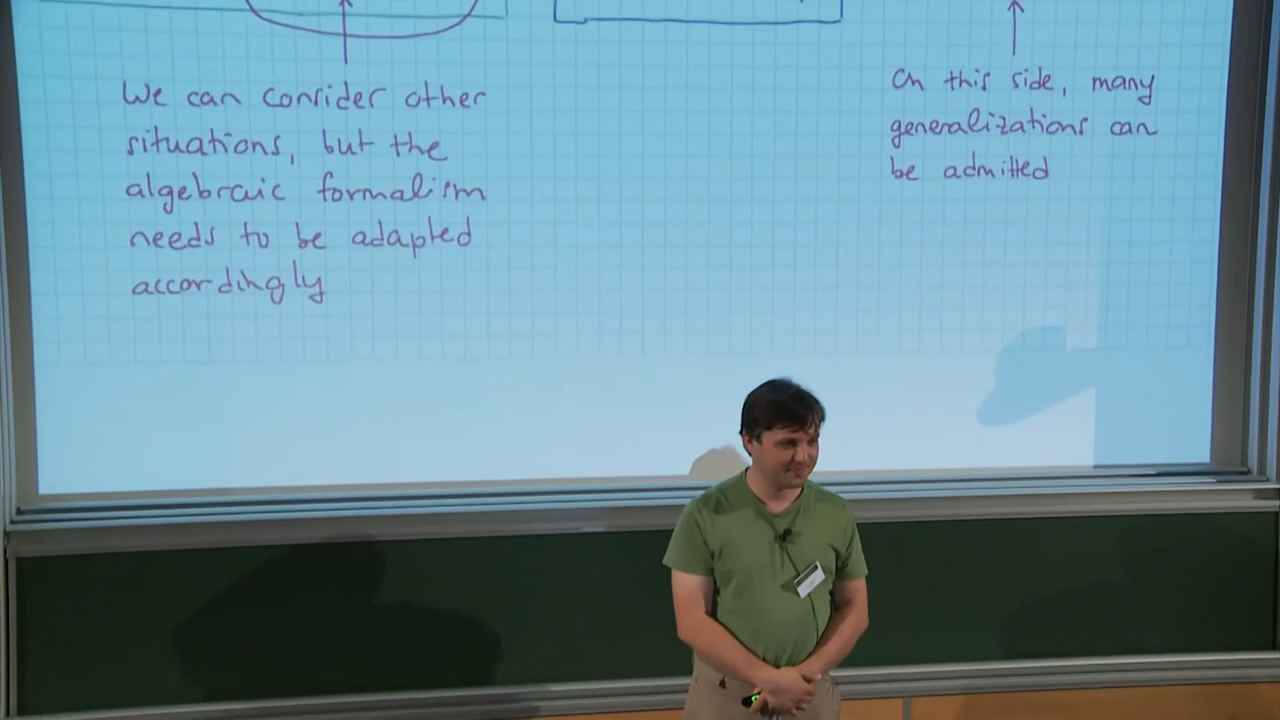 We can consider other
situations, but the
algebraic formalism
needs to be adapted
accordingly
On this side, many
generalizations can
be admitted